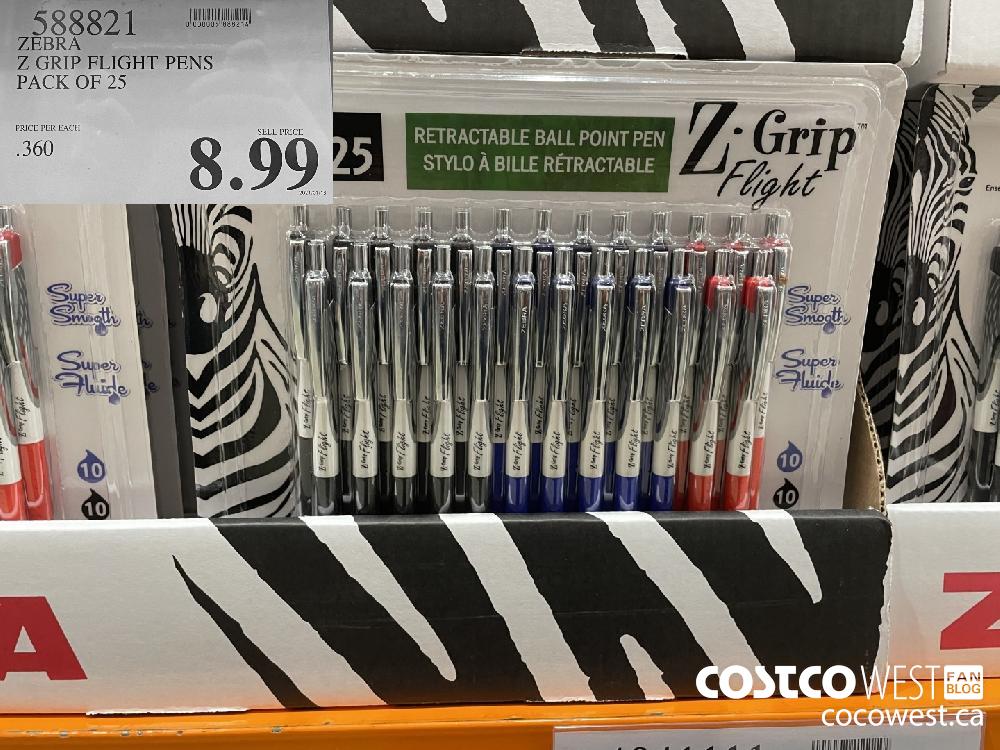 588821
ZEBRA
Z GRIP FLIGHT PENS
PACK OF 25
PRICE PER EACH
.360
SELL PRICE
8.99
25
RETRACTABLE BALL POINT PEN
STYLO À BILLE RÉTRACTABLE
Z·Grip™
Flight
Super
Smooth
Super
Fluide
10
10
Super
Smooth
Super
Fluide
10
10
A
Z
COSTCO WEST FAN BLOG
cocowest.ca